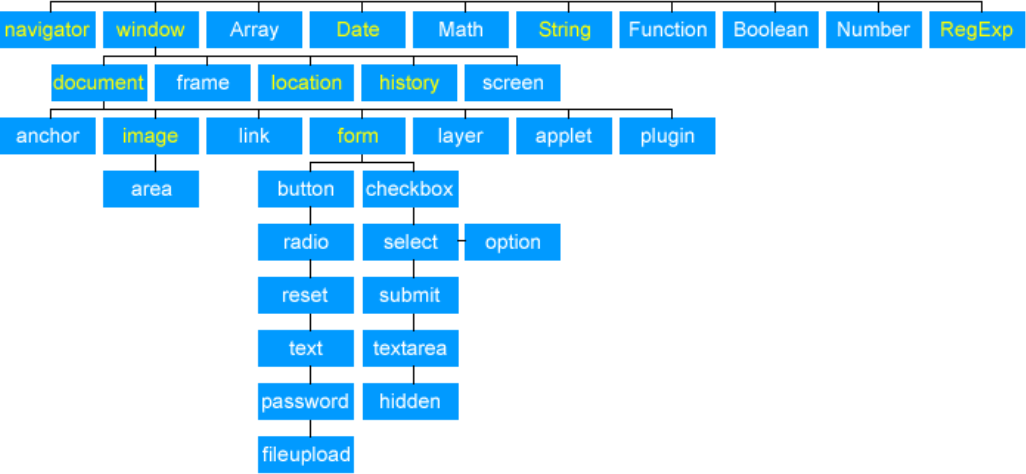 navigator window Array Date Math String Function Boolean Number RegExp
document frame location history screen
anchor image link form layer applet plugin
area button checkbox
radio select option
reset submit
text textarea
password hidden
fileupload